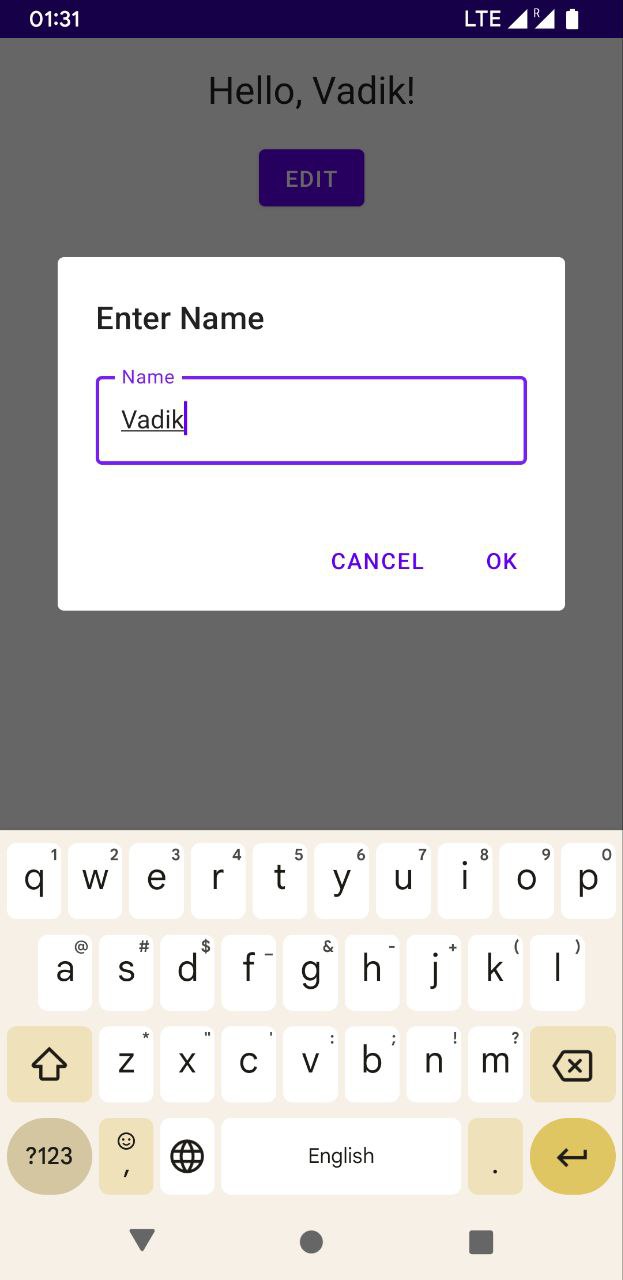 01:31 LTE R
Hello, Vadik!
EDIT
Enter Name
Name
Vadik
CANCEL OK
1 2 3 4 5 6 7 8 9 0
q w e r t y u i o p
@ # $ _ & - + ( )
a s d f g h j k l
* " ' : ; ! ?
z x c v b n m
?123 , English .